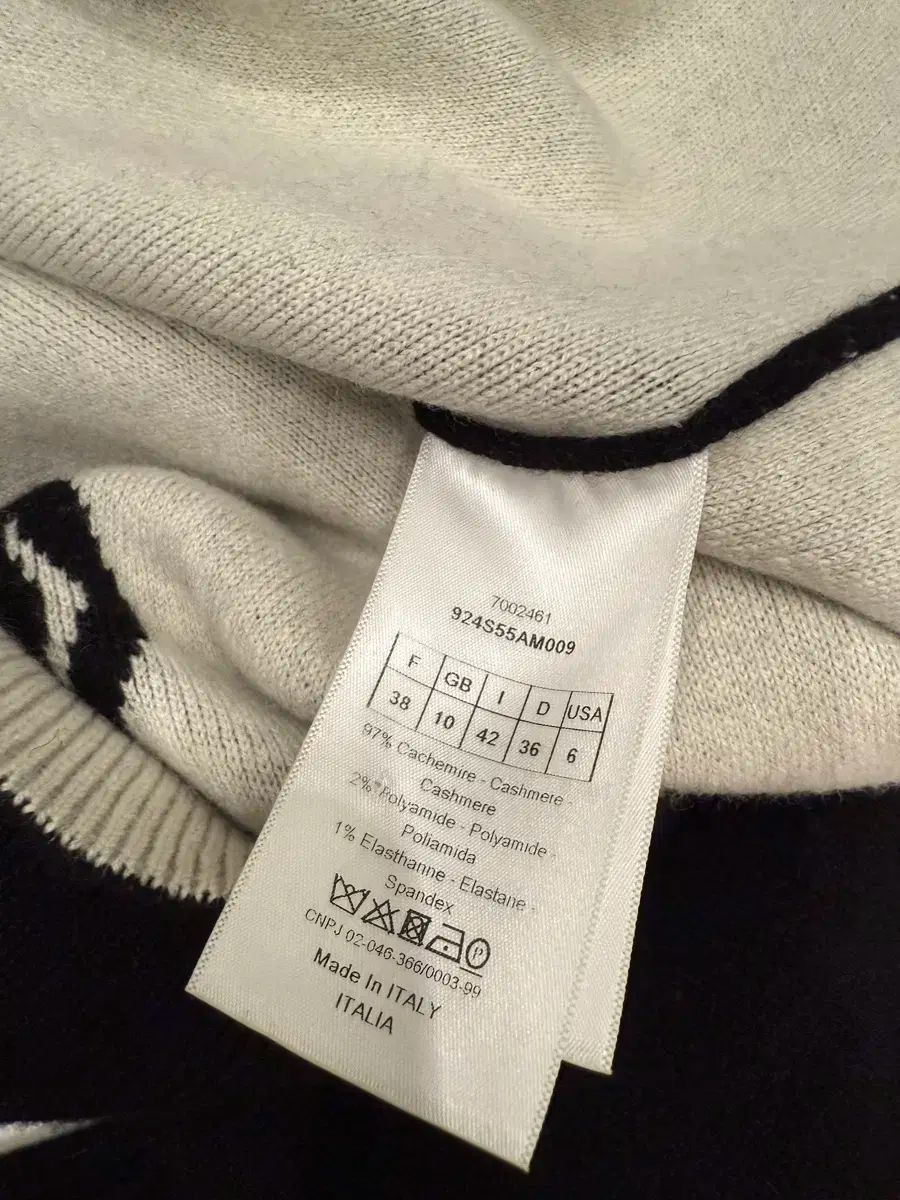 7002461
924S55AM009
F GB I D USA
38 10 42 36 6
97% Cachemire - Cashmere -
Cashmere
2% Polyamide - Polyamide -
Poliamida
1% Elasthanne - Elastane -
Spandex
P
CNPJ 02-046-366/0003-99
Made In ITALY
ITALIA